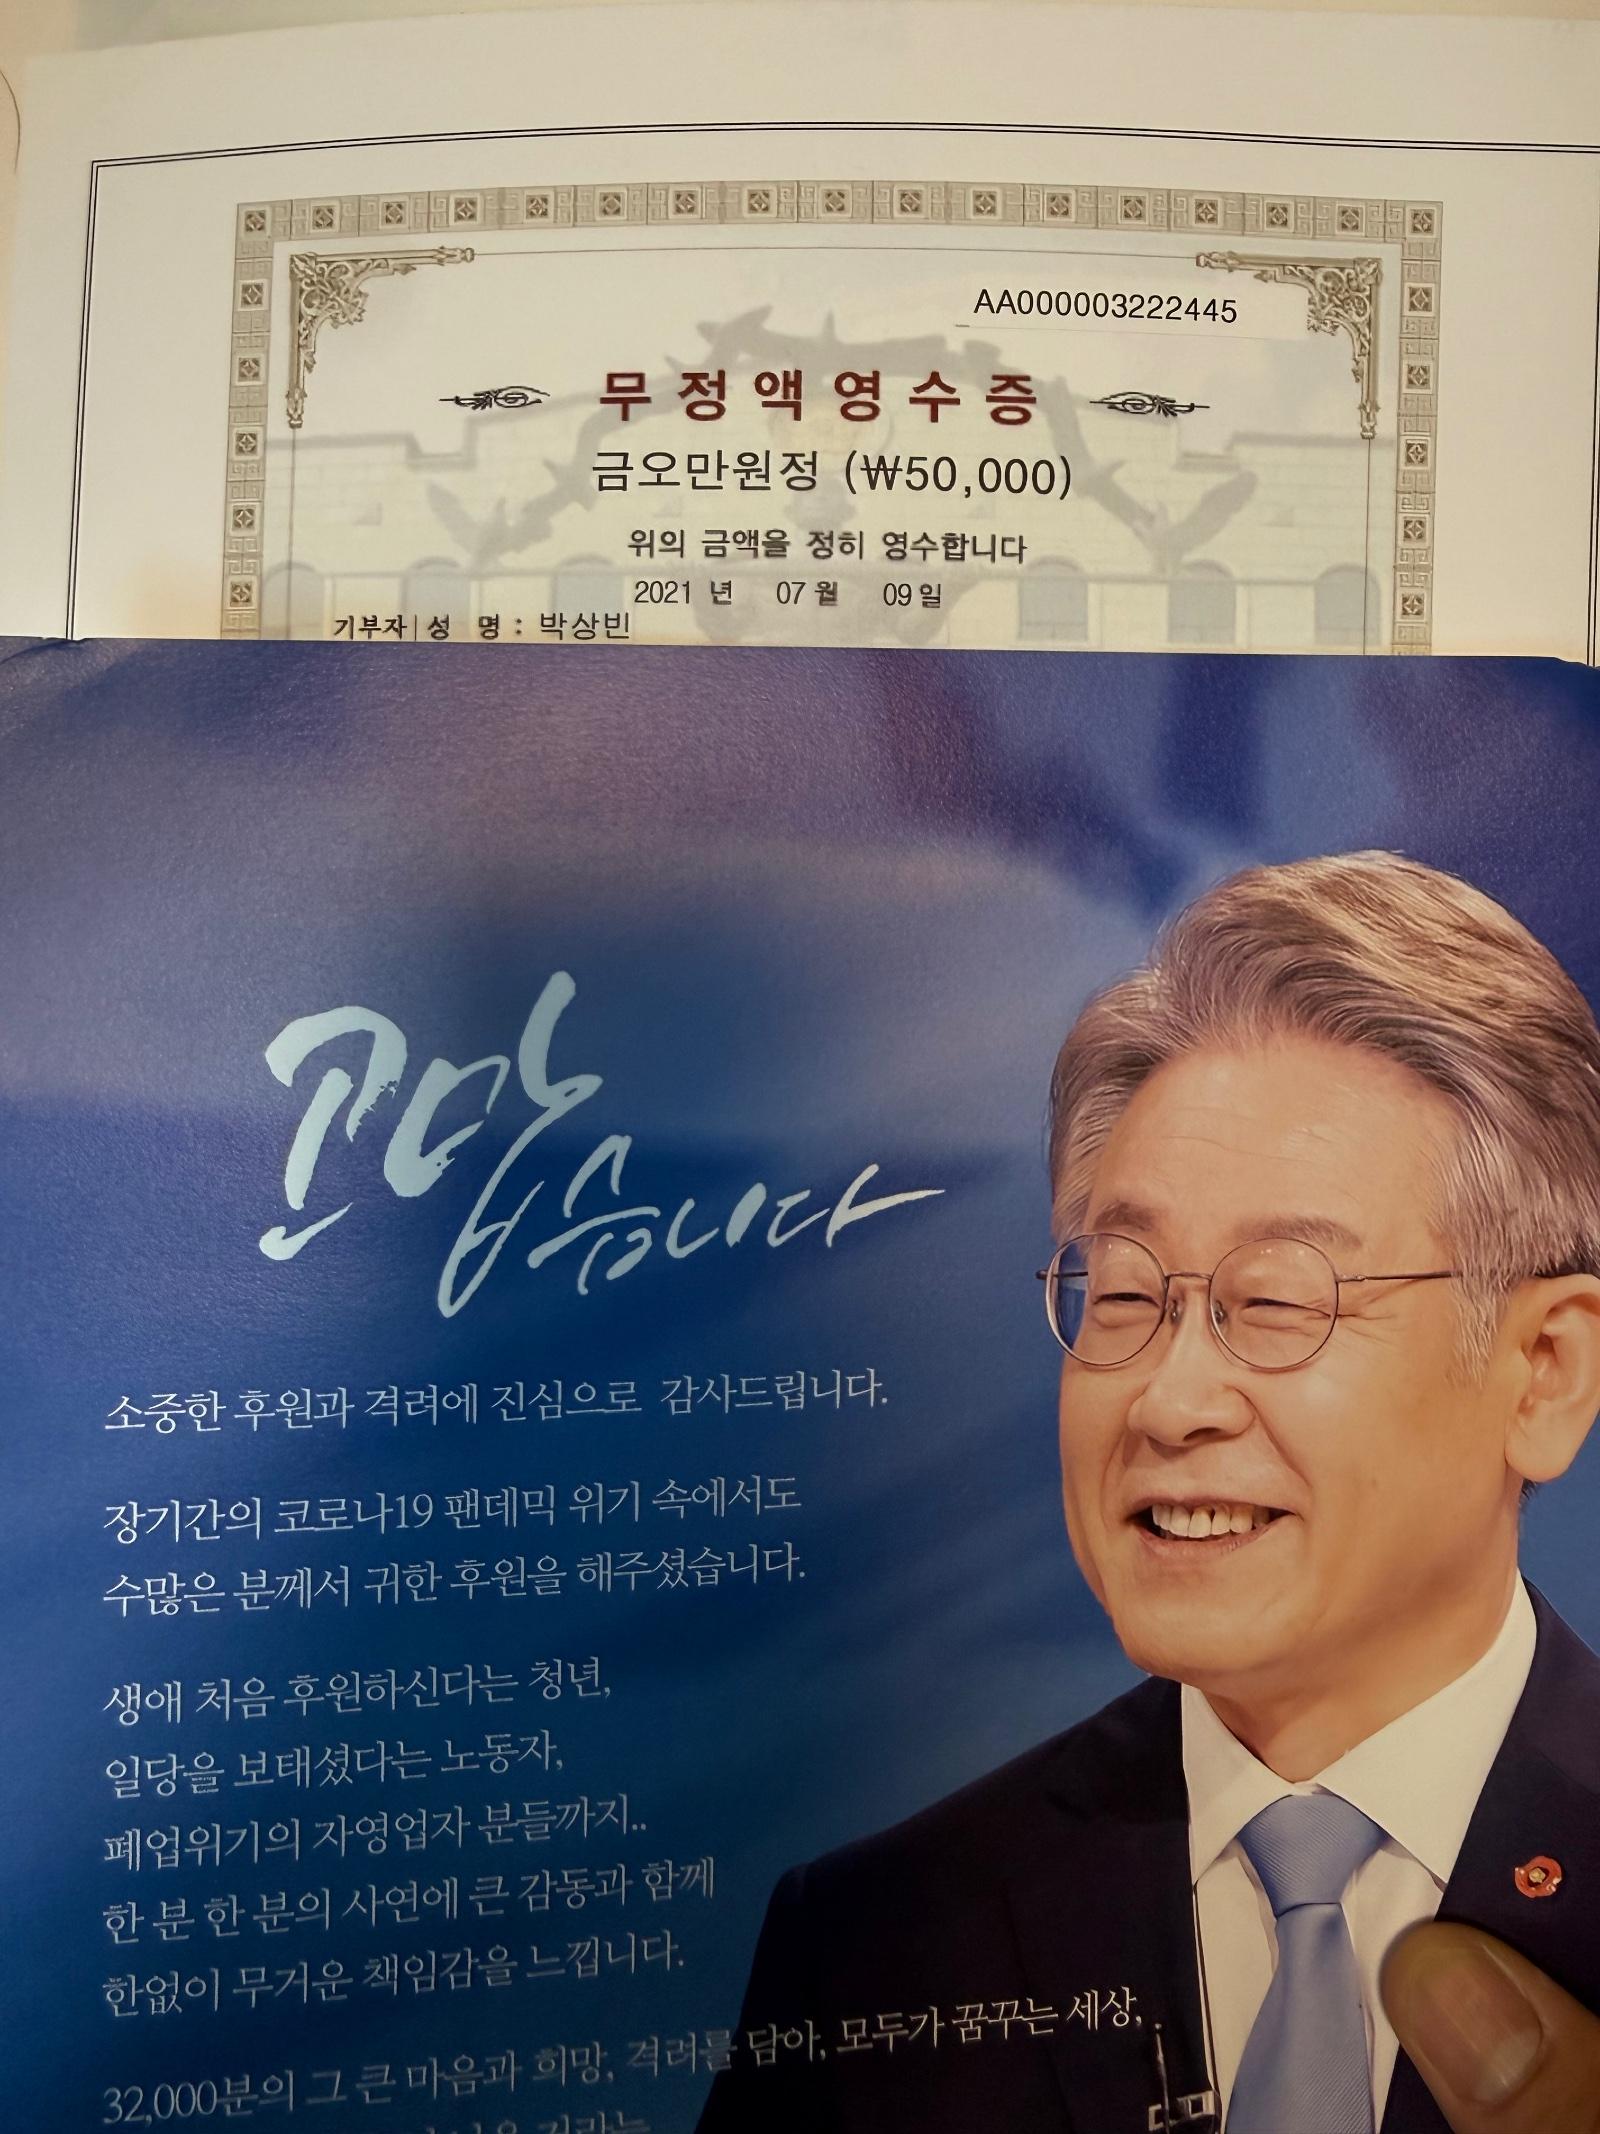 AA000003222445
무정액영수증
금오만원정 (₩50,000)
위의 금액을 정히 영수합니다
2021 년 07 월 09 일
기부자 | 성 명 : 박상빈
고맙
습니다
소중한 후원과 격려에 진심으로 감사드립니다.
장기간의 코로나19 팬데믹 위기 속에서도
수많은 분께서 귀한 후원을 해주셨습니다.
생애 처음 후원하신다는 청년,
일당을 보태셨다는 노동자,
폐업위기의 자영업자 분들까지..
한 분 한 분의 사연에 큰 감동과 함께
한없이 무거운 책임감을 느낍니다.
32,000분의 그 큰 마음과 희망, 격려를 담아, 모두가 꿈꾸는 세상,